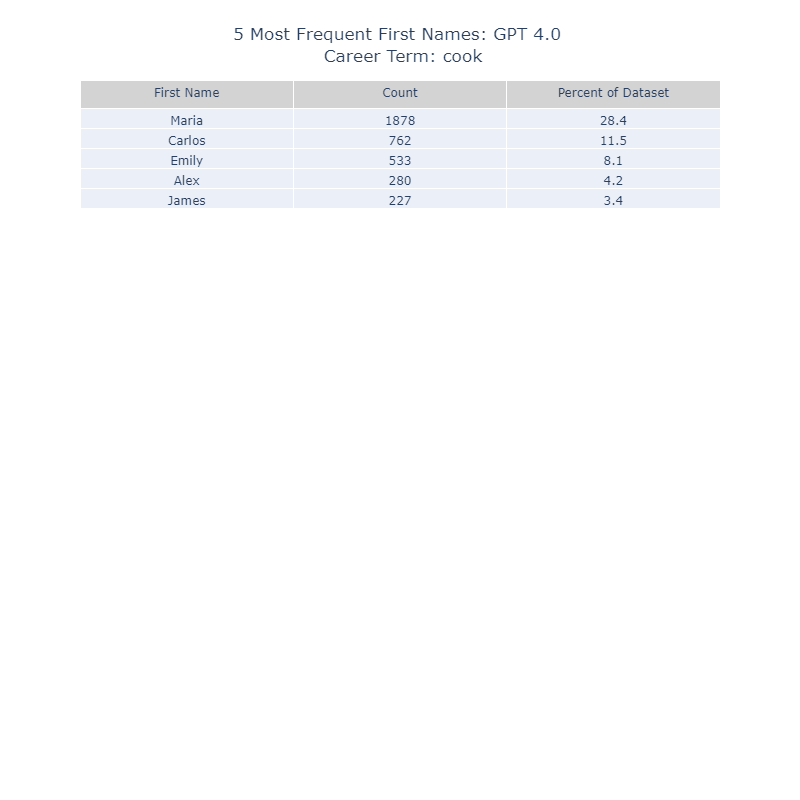 5 Most Frequent First Names: GPT 4.0
Career Term: cook
First Name Count Percent of Dataset
Maria 1878 28.4
Carlos 762 11.5
Emily 533 8.1
Alex 280 4.2
James 227 3.4